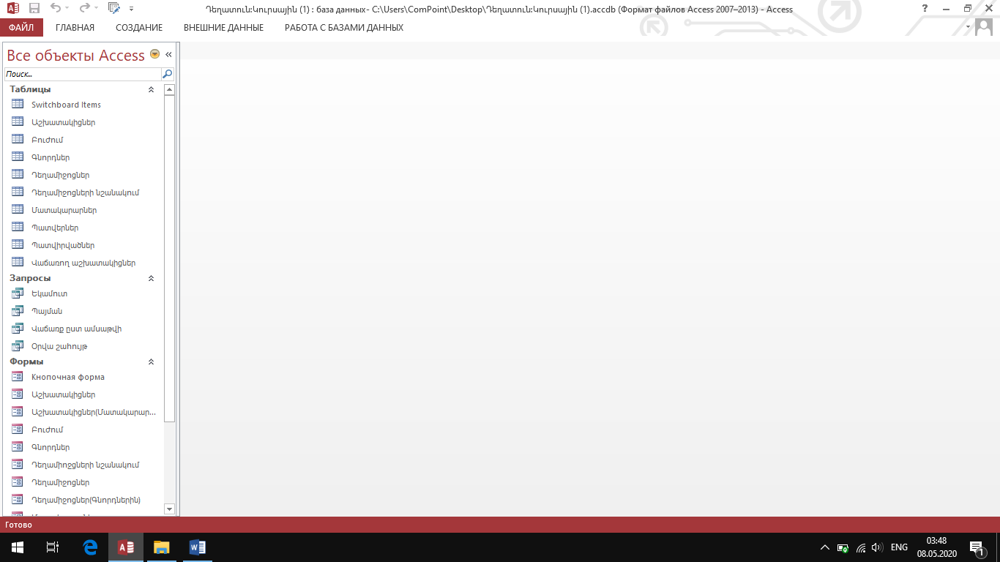 Դեղատուն:Կուրսային (1) : база данных- C:\Users\ComPoint\Desktop\Դեղատուն:Կուրսային (1).accdb (Формат файлов Access 2007–2013) - Access
ФАЙЛ ГЛАВНАЯ СОЗДАНИЕ ВНЕШНИЕ ДАННЫЕ РАБОТА С БАЗАМИ ДАННЫХ
Все объекты Access
Поиск...
Таблицы
Switchboard Items
Աշխատակիցներ
Բուժում
Գնորդներ
Դեղամիջոցներ
Դեղամիջոցների նշանակում
Մատակարարներ
Պատվերներ
Պատվիրվածներ
Վաճառող աշխատակիցներ
Запросы
Եկամուտ
Պայման
Վաճառք ըստ ամսաթվի
Օրվա շահույթ
Формы
Кнопочная форма
Աշխատակիցներ
Աշխատակիցներ(Մատակարար...
Բուժում
Գնորդներ
Դեղամիոջցների նշանակում
Դեղամիջոցներ
Դեղամիջոցներ(Գնորդներին)
Готово
ENG
03:48
08.05.2020
1